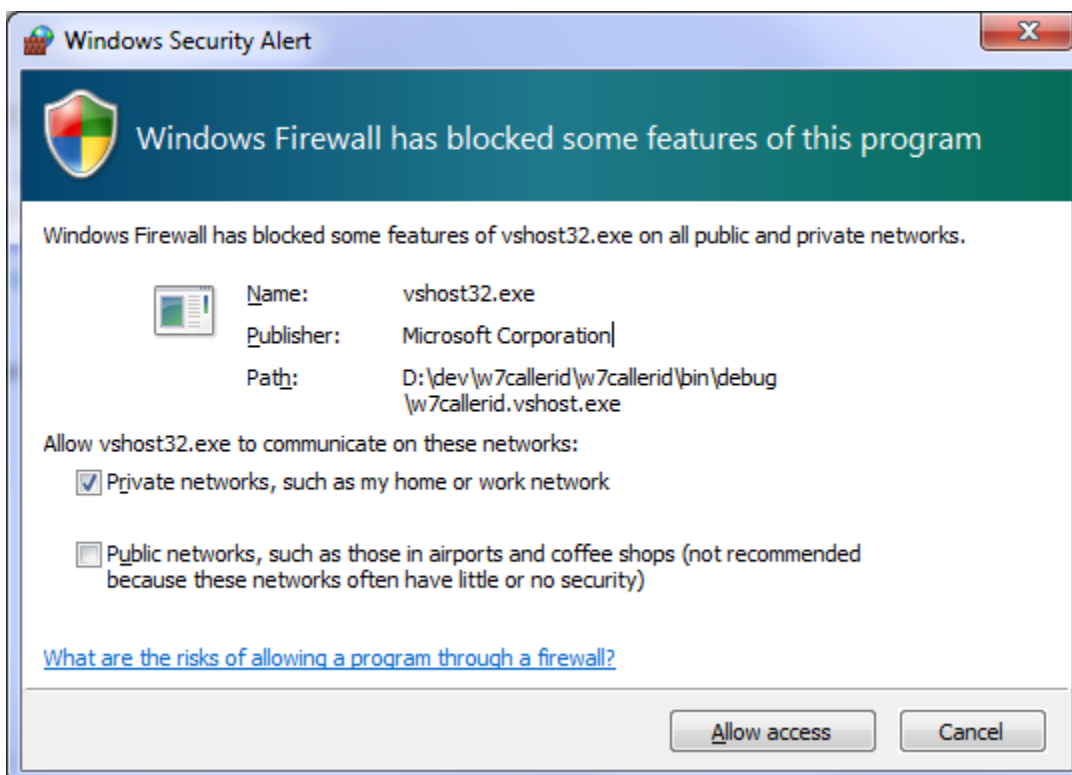 Windows Security Alert
Windows Firewall has blocked some features of this program
Windows Firewall has blocked some features of vshost32.exe on all public and private networks.
Name: vshost32.exe
Publisher: Microsoft Corporation
Path: D:\dev\w7callerid\w7callerid\bin\debug
\w7callerid.vshost.exe
Allow vshost32.exe to communicate on these networks:
Private networks, such as my home or work network
Public networks, such as those in airports and coffee shops (not recommended
because these networks often have little or no security)
What are the risks of allowing a program through a firewall?
Allow access Cancel